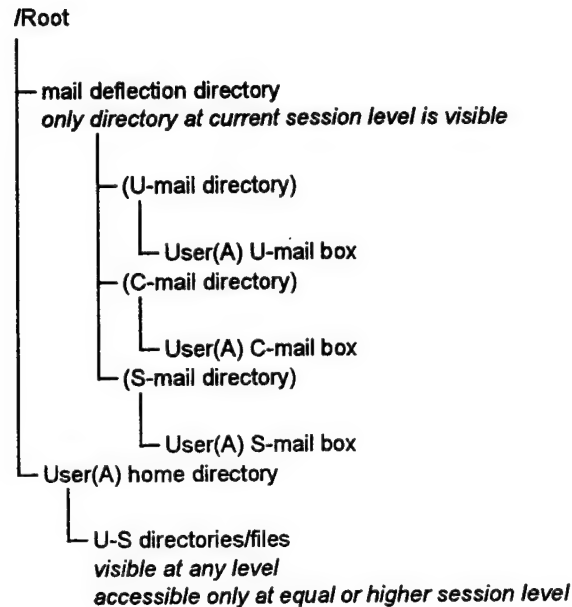 /Root
mail deflection directory
only directory at current session level is visible
(U-mail directory)
User(A) U-mail box
(C-mail directory)
User(A) C-mail box
(S-mail directory)
User(A) S-mail box
User(A) home directory
U-S directories/files
visible at any level
accessible only at equal or higher session level